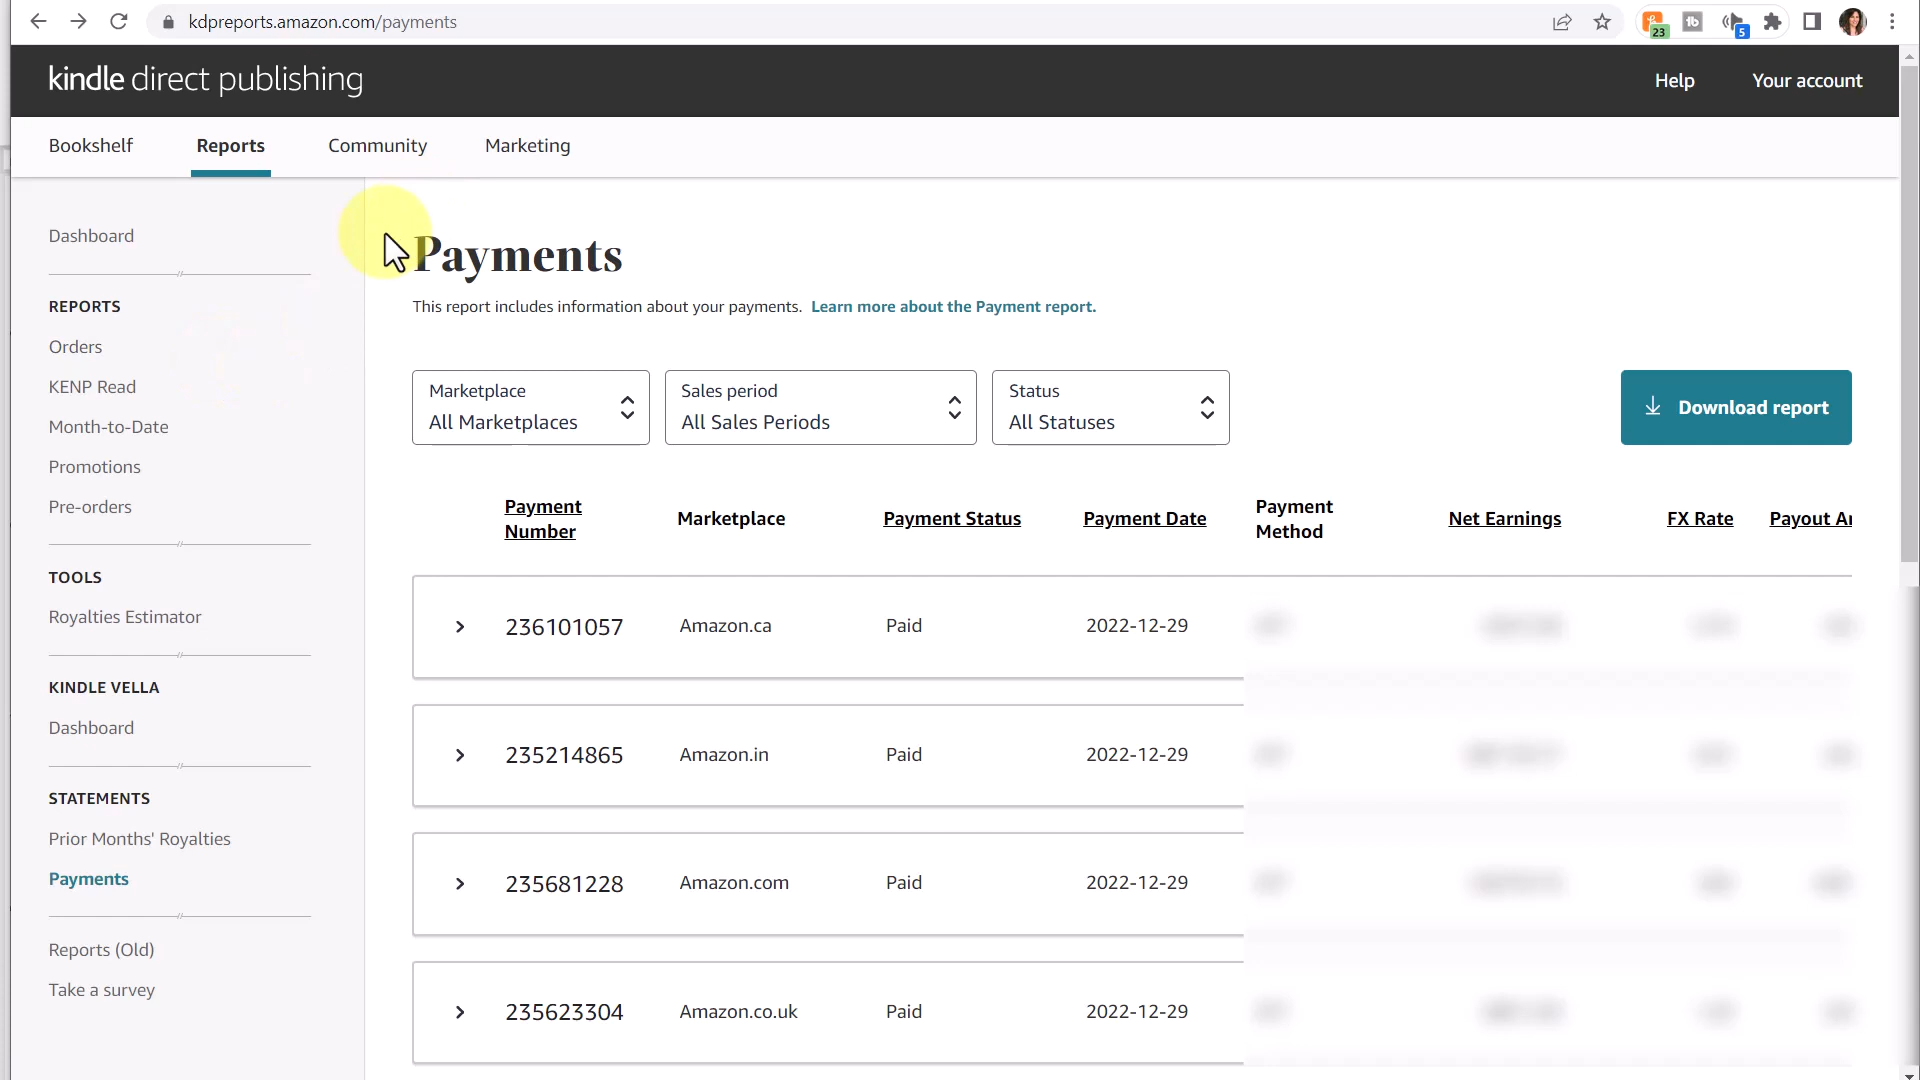 kdpreports.amazon.com/payments
23
5
kindle direct publishing
Help
Your account
Bookshelf
Reports
Community
Marketing
Dashboard
REPORTS
Orders
KENP Read
Month-to-Date
Promotions
Pre-orders
TOOLS
Royalties Estimator
KINDLE VELLA
Dashboard
STATEMENTS
Prior Months' Royalties
Payments
Reports (Old)
Take a survey
Payments
This report includes information about your payments. Learn more about the Payment report.
Marketplace
All Marketplaces
Sales period
All Sales Periods
Status
All Statuses
Download report
Payment
Number
Marketplace
Payment Status
Payment Date
Payment
Method
Net Earnings
FX Rate
Payout
236101057 Amazon.ca Paid 2022-12-29
235214865 Amazon.in Paid 2022-12-29
235681228 Amazon.com Paid 2022-12-29
235623304 Amazon.co.uk Paid 2022-12-29